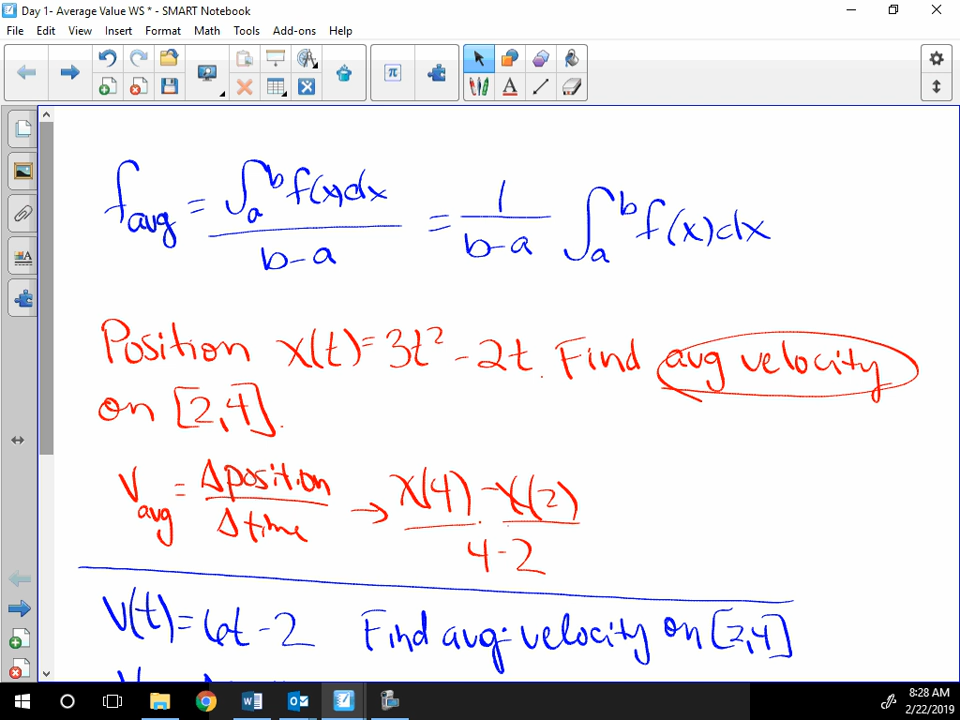 Day 1- Average Value WS * - SMART Notebook
File Edit View Insert Format Math Tools Add-ons Help
π
A
f avg = ∫_a^b f(x)dx / b-a = 1 / b-a ∫_a^b f(x)dx
Position x(t)=3t² -2t. Find avg velocity
on [2,4].
V avg = Δposition / Δtime → x(4) - x(2) / 4-2
V(t)=6t-2 Find avg. velocity on [2,4]
8:28 AM
2/22/2019